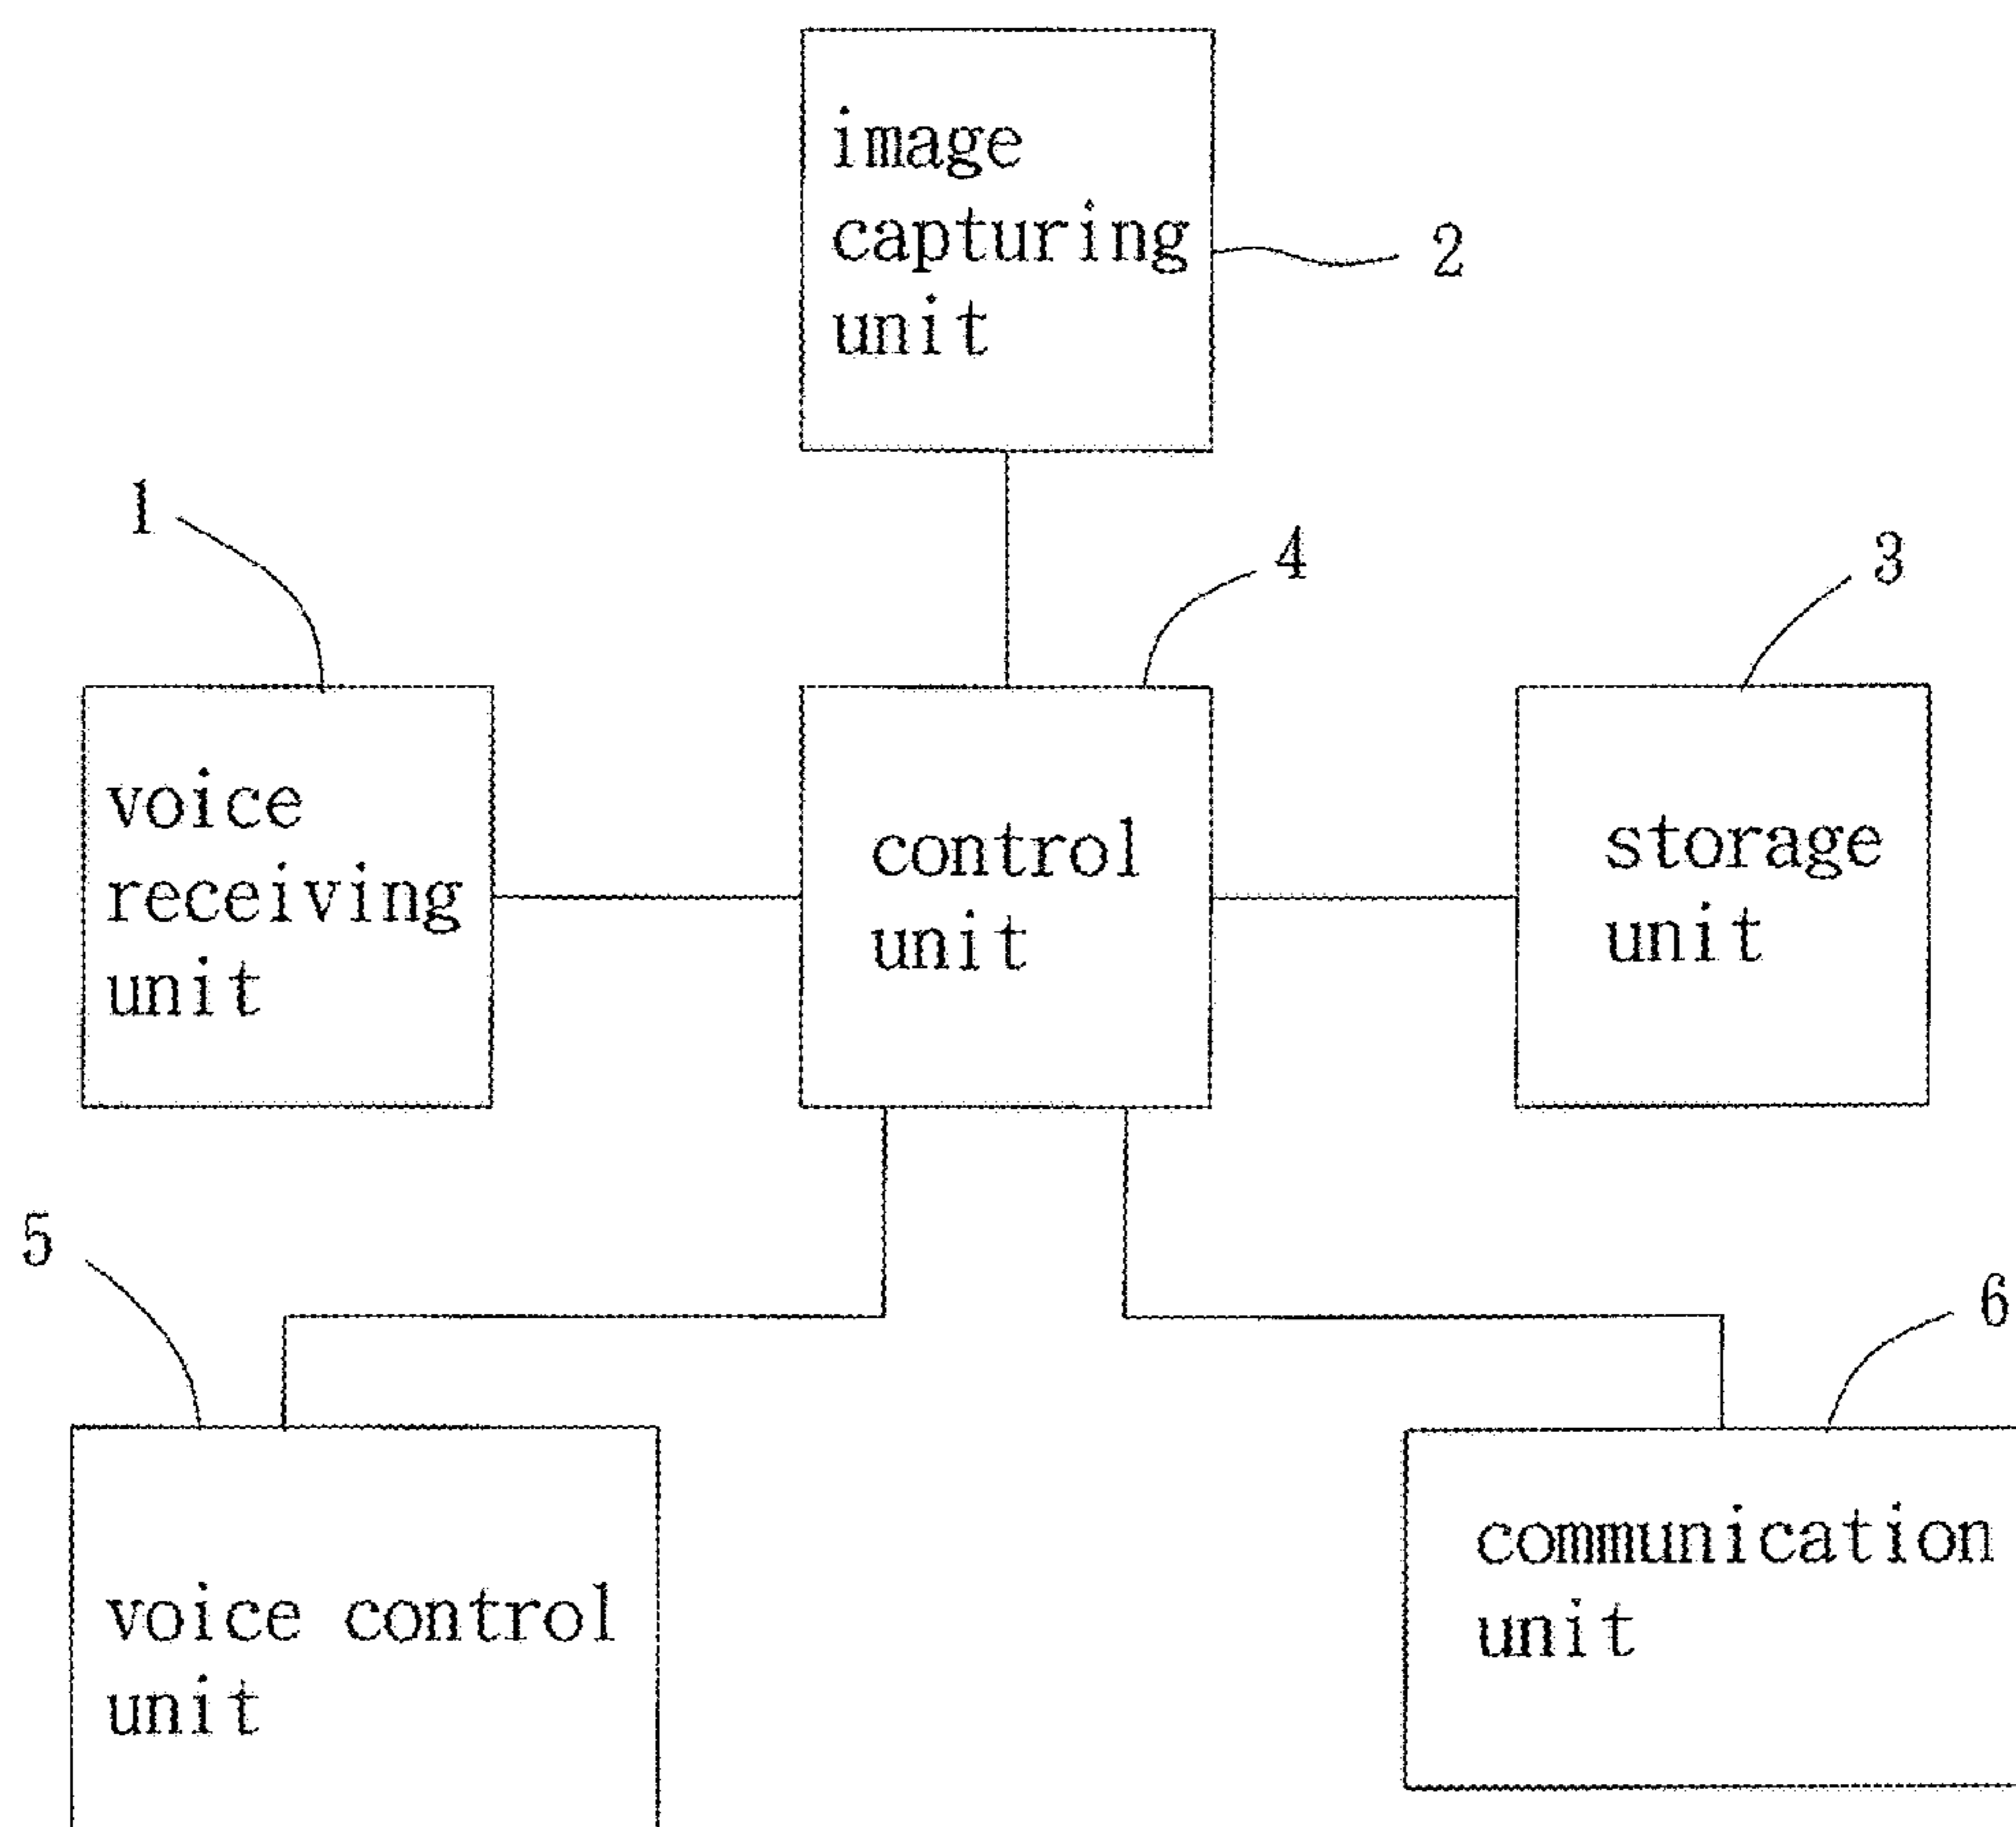 image
capturing
unit
2
1
4
3
voice
receiving
unit
control
unit
storage
unit
5
6
voice control
unit
communication
unit